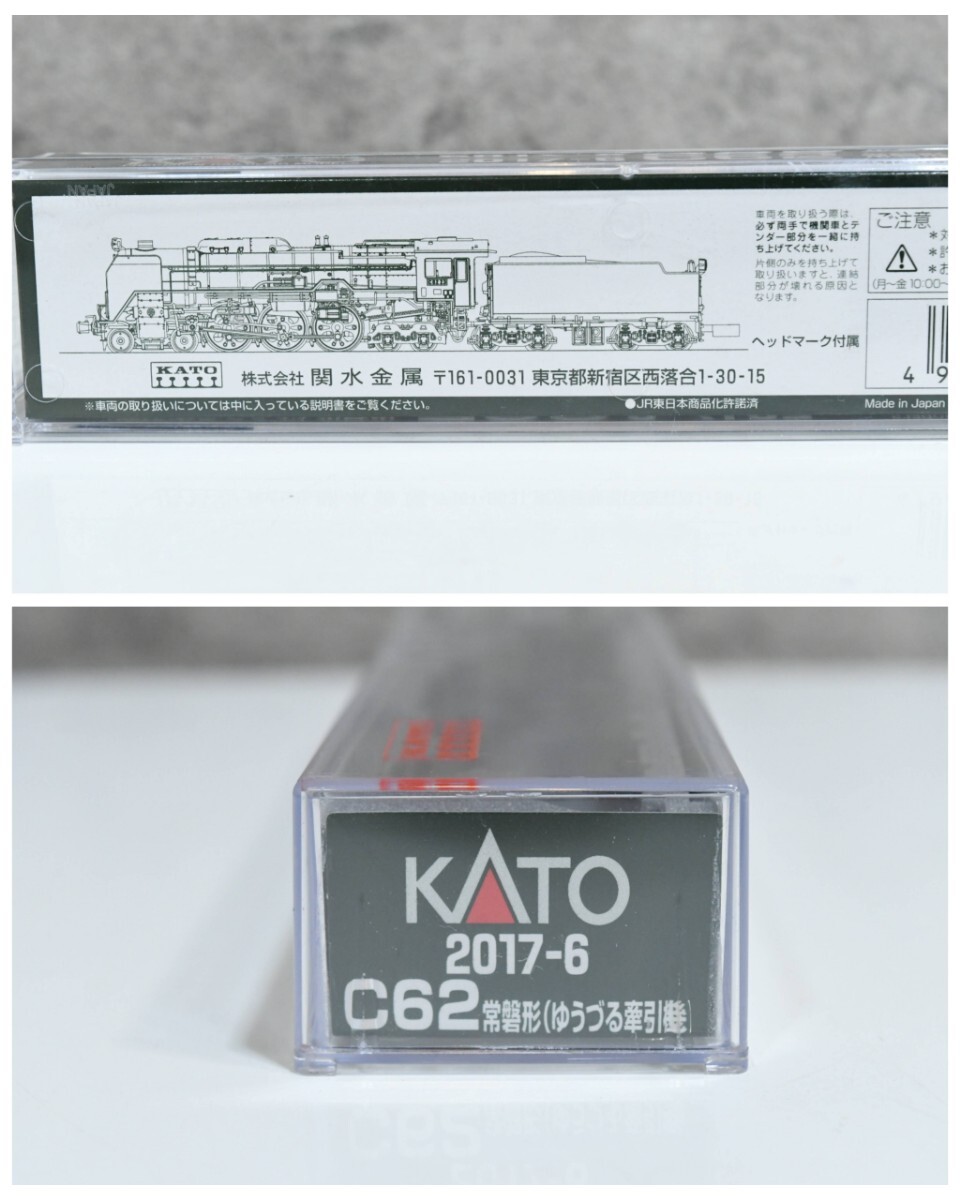 車両を取り扱う際は、
必ず両手で機関車とテ
ンダー部分を一緒に持
ち上げてください。
片側のみを持ち上げて
取り扱いますと、連結
部分が壊れる原因と
なります。
ヘッドマーク付属
ご注意
＊
＊
＊お
(月～金 10:00～
4 9
KATO
株式会社 関水金属 〒161-0031 東京都新宿区西落合1-30-15
※車両の取り扱いについては中に入っている説明書をご覧ください。
●JR東日本商品化許諾済
Made in Japan
KATO
2017-6
C62 常磐形(ゆうづる牽引機)